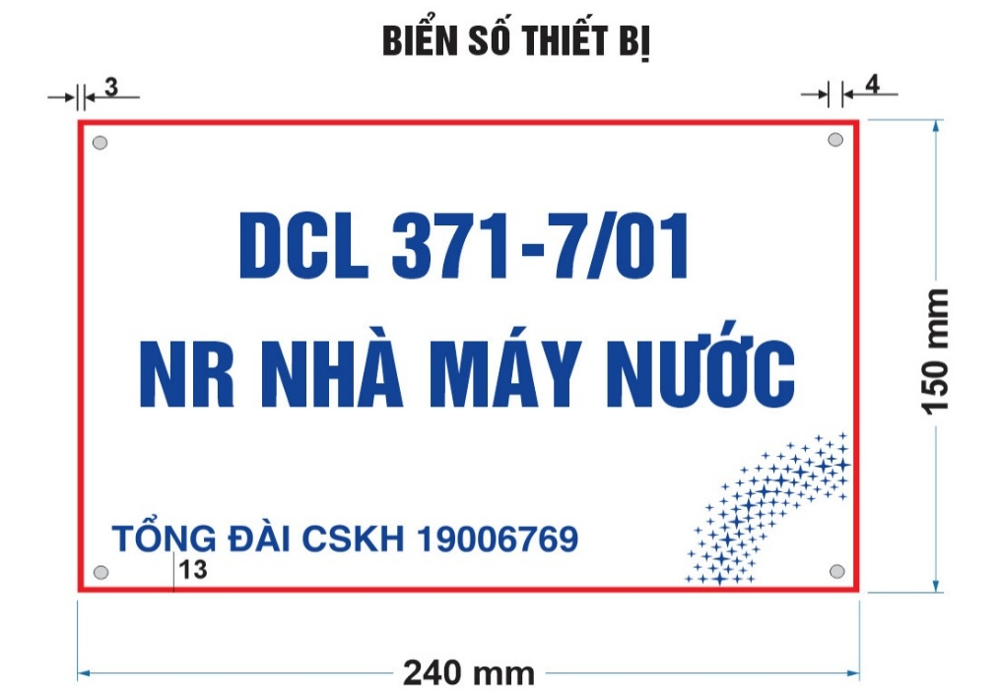 BIỂN SỐ THIẾT BỊ
3
4
DCL 371-7/01
NR NHÀ MÁY NƯỚC
150 mm
TỔNG ĐÀI CSKH 19006769
13
240 mm